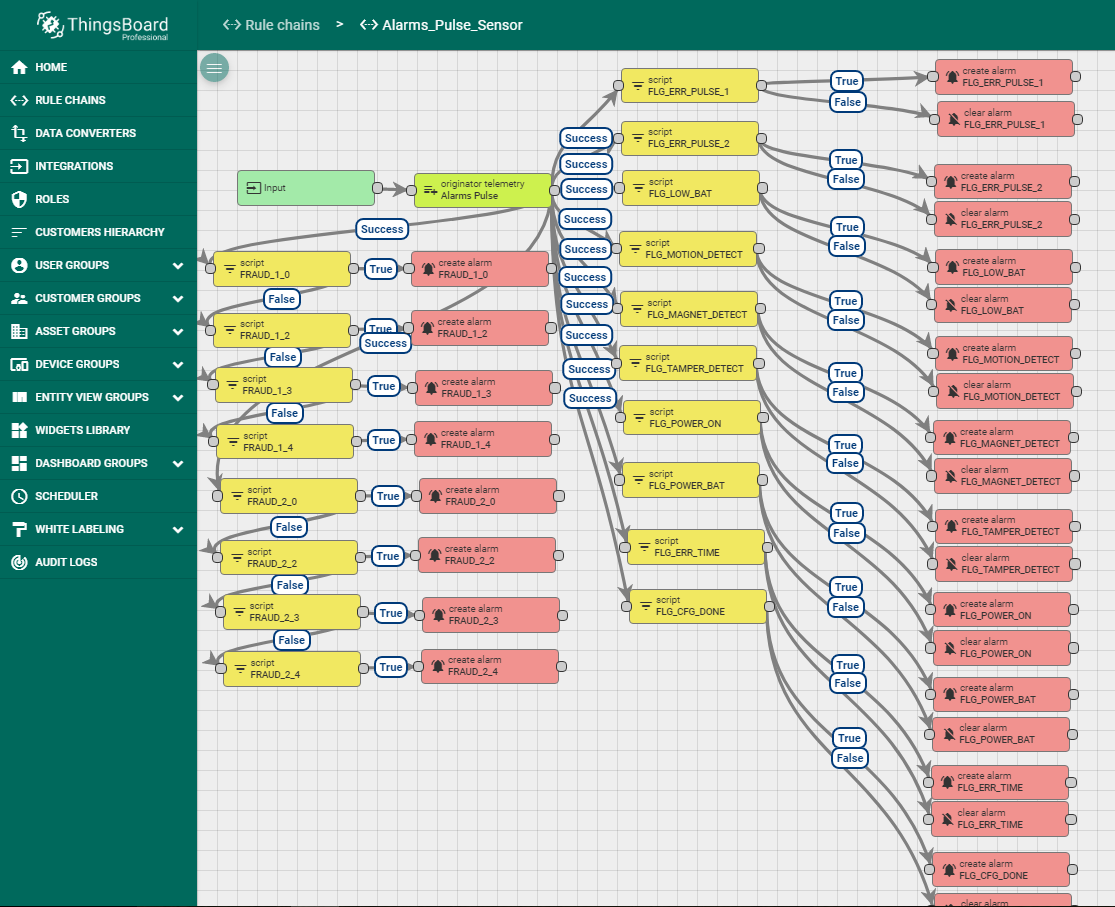 ThingsBoard
Professional
Rule chains > Alarms_Pulse_Sensor
HOME
RULE CHAINS
DATA CONVERTERS
INTEGRATIONS
ROLES
CUSTOMERS HIERARCHY
USER GROUPS
CUSTOMER GROUPS
ASSET GROUPS
DEVICE GROUPS
ENTITY VIEW GROUPS
WIDGETS LIBRARY
DASHBOARD GROUPS
SCHEDULER
WHITE LABELING
AUDIT LOGS
Input
originator telemetry
Alarms Pulse
Success
script
FRAUD_1_0
True
create alarm
FRAUD_1_0
False
script
FRAUD_1_2
True
create alarm
FRAUD_1_2
Success
False
script
FRAUD_1_3
True
create alarm
FRAUD_1_3
False
script
FRAUD_1_4
True
create alarm
FRAUD_1_4
script
FRAUD_2_0
True
create alarm
FRAUD_2_0
False
script
FRAUD_2_2
True
create alarm
FRAUD_2_2
False
script
FRAUD_2_3
True
create alarm
FRAUD_2_3
False
script
FRAUD_2_4
True
create alarm
FRAUD_2_4
Success
Success
Success
Success
Success
Success
Success
Success
Success
Success
script
FLG_ERR_PULSE_1
script
FLG_ERR_PULSE_2
script
FLG_LOW_BAT
script
FLG_MOTION_DETECT
script
FLG_MAGNET_DETECT
script
FLG_TAMPER_DETECT
script
FLG_POWER_ON
script
FLG_POWER_BAT
script
FLG_ERR_TIME
script
FLG_CFG_DONE
True
False
True
False
True
False
True
False
True
False
True
False
True
False
True
False
True
False
True
False
create alarm
FLG_ERR_PULSE_1
clear alarm
FLG_ERR_PULSE_1
create alarm
FLG_ERR_PULSE_2
clear alarm
FLG_ERR_PULSE_2
create alarm
FLG_LOW_BAT
clear alarm
FLG_LOW_BAT
create alarm
FLG_MOTION_DETECT
clear alarm
FLG_MOTION_DETECT
create alarm
FLG_MAGNET_DETECT
clear alarm
FLG_MAGNET_DETECT
create alarm
FLG_TAMPER_DETECT
clear alarm
FLG_TAMPER_DETECT
create alarm
FLG_POWER_ON
clear alarm
FLG_POWER_ON
create alarm
FLG_POWER_BAT
clear alarm
FLG_POWER_BAT
create alarm
FLG_ERR_TIME
clear alarm
FLG_ERR_TIME
create alarm
FLG_CFG_DONE
clear alarm